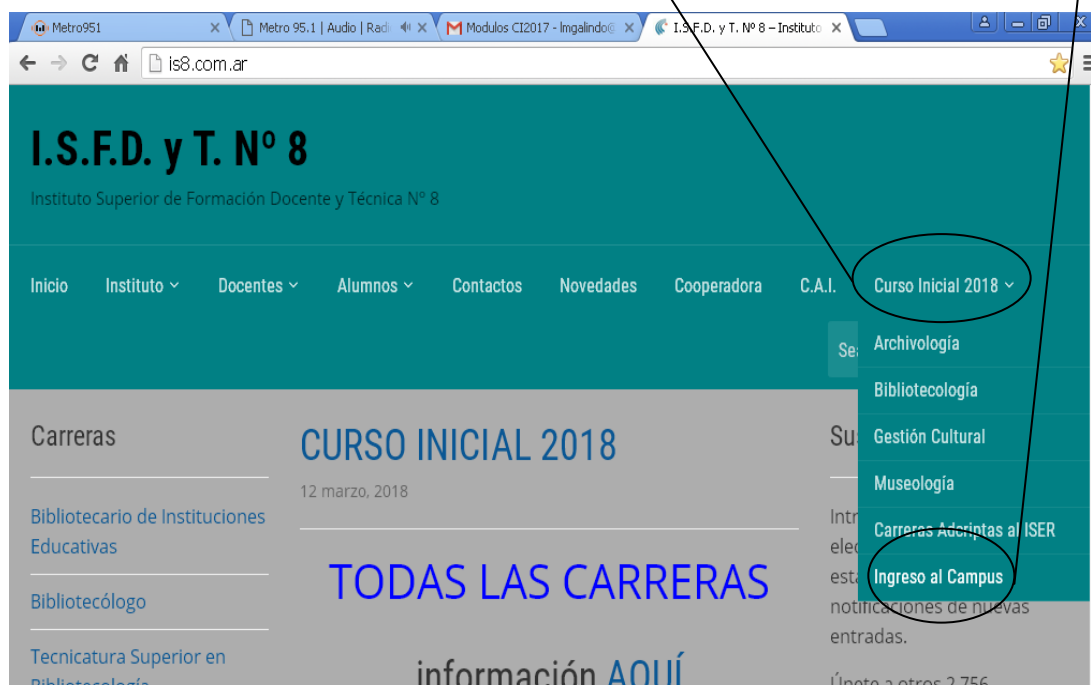 Metro951
Metro 95.1 | Audio | Radi
Modulos CI2017 - lmgalindo@
I.S.F.D. y T. Nº 8 – Instituto
is8.com.ar
I.S.F.D. y T. Nº 8
Instituto Superior de Formación Docente y Técnica N° 8
Inicio
Instituto
Docentes
Alumnos
Contactos
Novedades
Cooperadora
C.A.I.
Curso Inicial 2018
Archivología
Bibliotecología
Gestión Cultural
Museología
Carreras Adcriptas al ISER
Ingreso al Campus
Carreras
Bibliotecario de Instituciones
Educativas
Bibliotecólogo
Tecnicatura Superior en
Bibliotecología
CURSO INICIAL 2018
12 marzo, 2018
TODAS LAS CARRERAS
información AQUÍ
notificaciones de nuevas
entradas.
Únete a otros 2.756